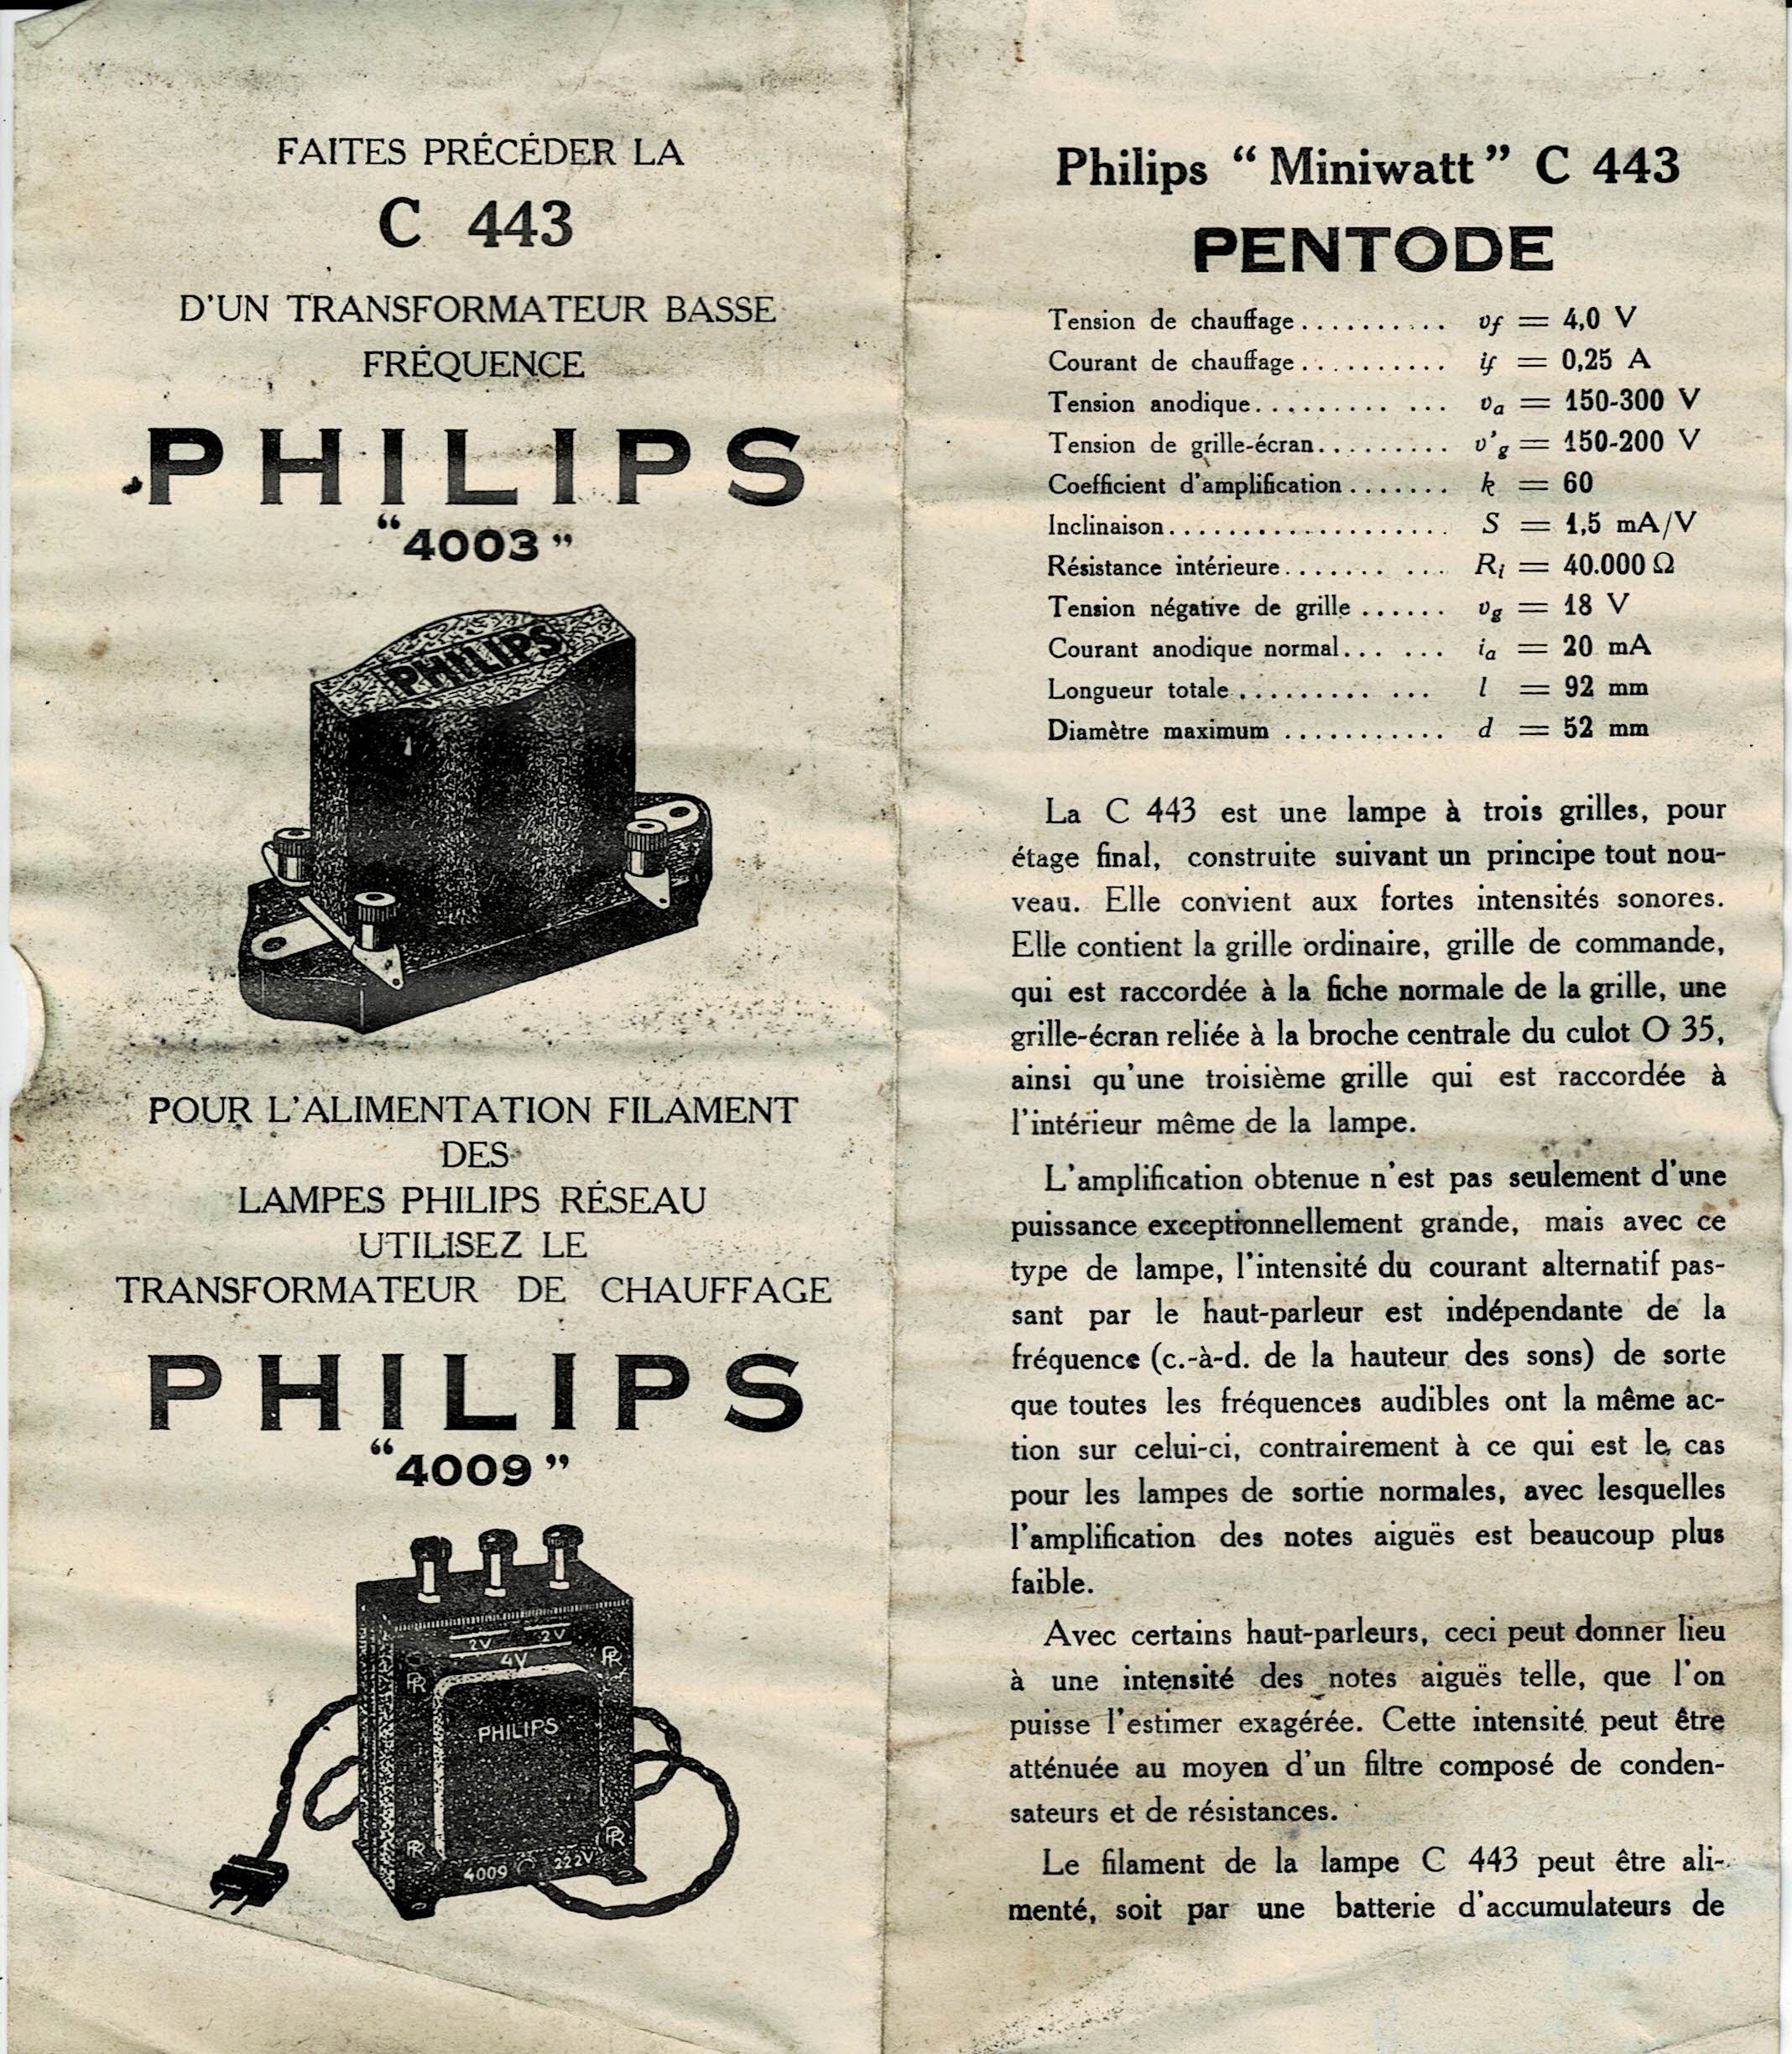 FAITES PRÉCÉDER LA
C 443
D'UN TRANSFORMATEUR BASSE
FRÉQUENCE
PHILIPS
“4003”
PHILIPS
POUR L'ALIMENTATION FILAMENT
DES
LAMPES PHILIPS RÉSEAU
UTILISEZ LE
TRANSFORMATEUR DE CHAUFFAGE
PHILIPS
“4009”
2V 2V
4V
PR PR
PHILIPS
PR PR
4009 222V
Philips “Miniwatt” C 443
PENTODE
Tension de chauffage.......... vf = 4,0 V
Courant de chauffage.......... if = 0,25 A
Tension anodique......... ... va = 150-300 V
Tension de grille-écran......... v'g = 150-200 V
Coefficient d'amplification....... k = 60
Inclinaison................... S = 1,5 mA/V
Résistance intérieure....... ... Ri = 40.000 Ω
Tension négative de grille...... vg = 18 V
Courant anodique normal... ... ia = 20 mA
Longueur totale.......... ... l = 92 mm
Diamètre maximum ........... d = 52 mm
La C 443 est une lampe à trois grilles, pour
étage final, construite suivant un principe tout nou-
veau. Elle convient aux fortes intensités sonores.
Elle contient la grille ordinaire, grille de commande,
qui est raccordée à la fiche normale de la grille, une
grille-écran reliée à la broche centrale du culot O 35,
ainsi qu'une troisième grille qui est raccordée à
l'intérieur même de la lampe.
L'amplification obtenue n'est pas seulement d'une
puissance exceptionnellement grande, mais avec ce
type de lampe, l'intensité du courant alternatif pas-
sant par le haut-parleur est indépendante de la
fréquence (c.-à-d. de la hauteur des sons) de sorte
que toutes les fréquences audibles ont la même ac-
tion sur celui-ci, contrairement à ce qui est le cas
pour les lampes de sortie normales, avec lesquelles
l'amplification des notes aiguës est beaucoup plus
faible.
Avec certains haut-parleurs, ceci peut donner lieu
à une intensité des notes aiguës telle, que l'on
puisse l'estimer exagérée. Cette intensité peut être
atténuée au moyen d'un filtre composé de conden-
sateurs et de résistances.
Le filament de la lampe C 443 peut être ali-
menté, soit par une batterie d'accumulateurs de